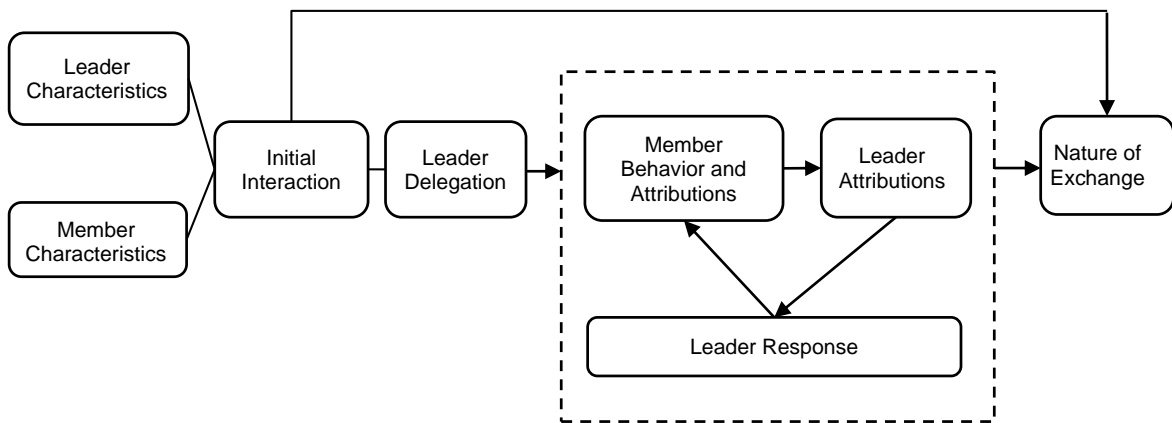 Leader
Characteristics
Member
Characteristics
Initial
Interaction
Leader
Delegation
Member
Behavior and
Attributions
Leader
Attributions
Leader Response
Nature of
Exchange